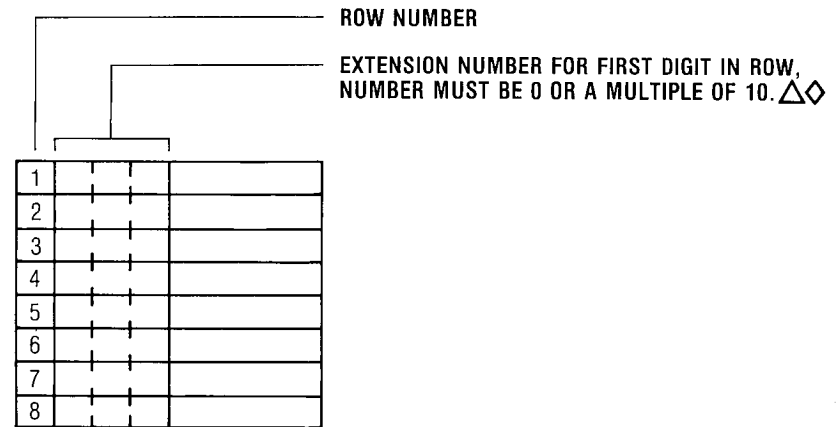 ROW NUMBER
EXTENSION NUMBER FOR FIRST DIGIT IN ROW,
NUMBER MUST BE 0 OR A MULTIPLE OF 10.△◇
1
2
3
4
5
6
7
8